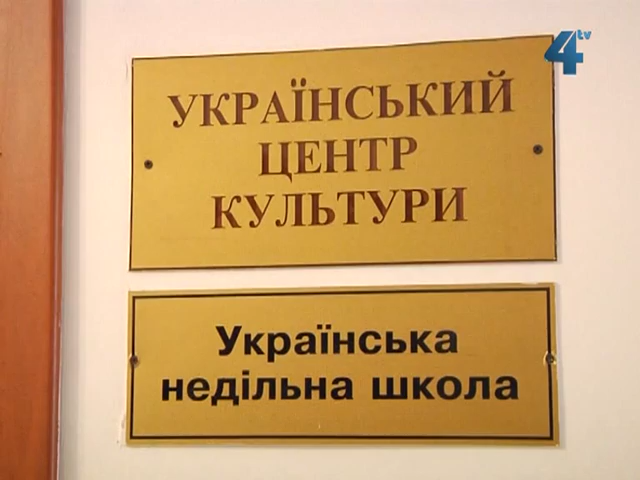 4tv
УКРАЇНСЬКИЙ
ЦЕНТР
КУЛЬТУРИ
Українська
недільна школа